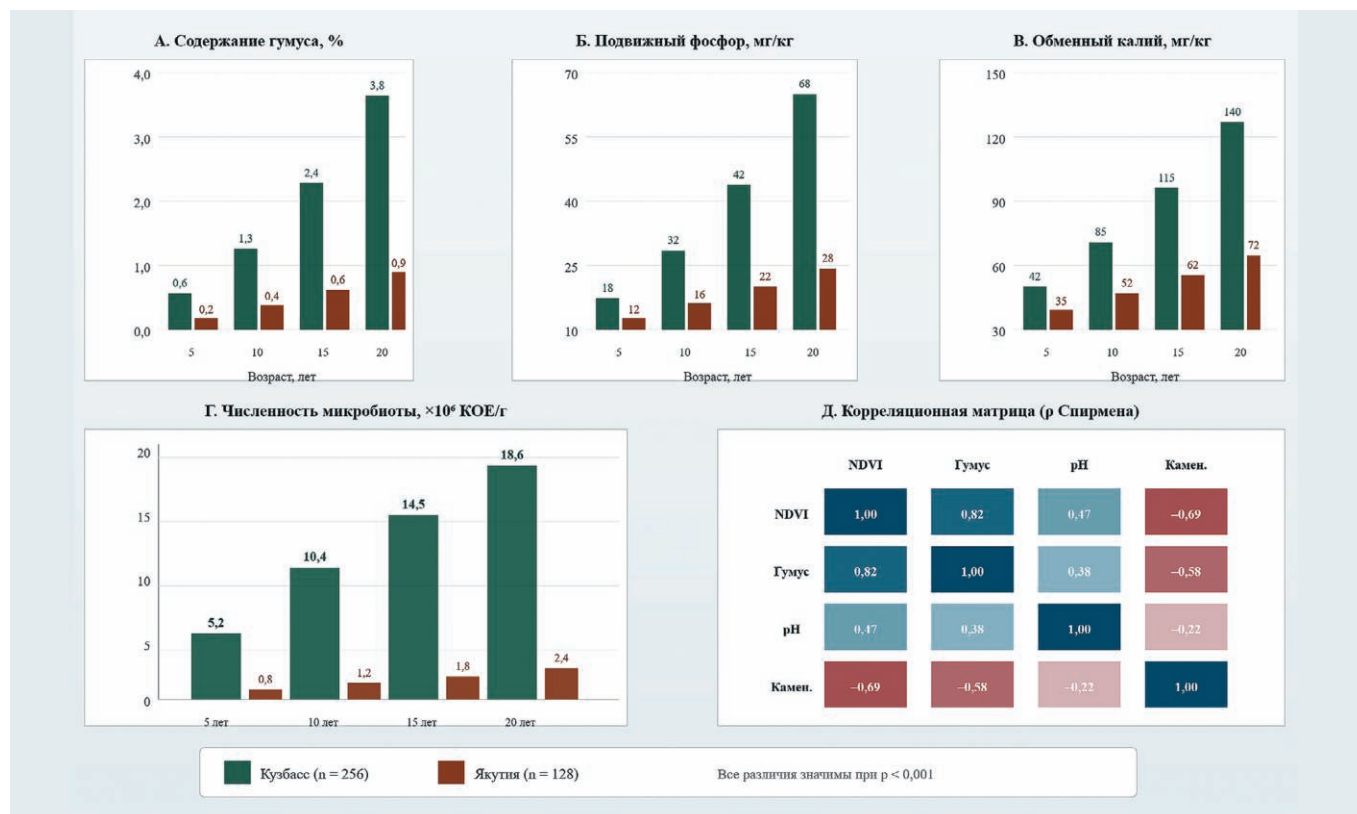 А. Содержание гумуса, %
4,0
3,0
2,0
1,0
0,0
0,6
0,2
1,3
0,4
2,4
0,6
3,8
0,9
5 10 15 20
Возраст, лет
Б. Подвижный фосфор, мг/кг
70
55
40
25
10
18
12
32
16
42
22
68
28
5 10 15 20
Возраст, лет
В. Обменный калий, мг/кг
150
120
90
60
30
42
35
85
52
115
62
140
72
5 10 15 20
Возраст, лет
Г. Численность микробиоты, ×10⁶ КОЕ/г
20
15
10
5
0
5,2
0,8
10,4
1,2
14,5
1,8
18,6
2,4
5 лет 10 лет 15 лет 20 лет
Д. Корреляционная матрица (ρ Спирмена)
NDVI Гумус pH Камен.
NDVI 1,00 0,82 0,47 –0,69
Гумус 0,82 1,00 0,38 –0,58
pH 0,47 0,38 1,00 –0,22
Камен. –0,69 –0,58 –0,22 1,00
Кузбасс (n = 256) Якутия (n = 128) Все различия значимы при p < 0,001